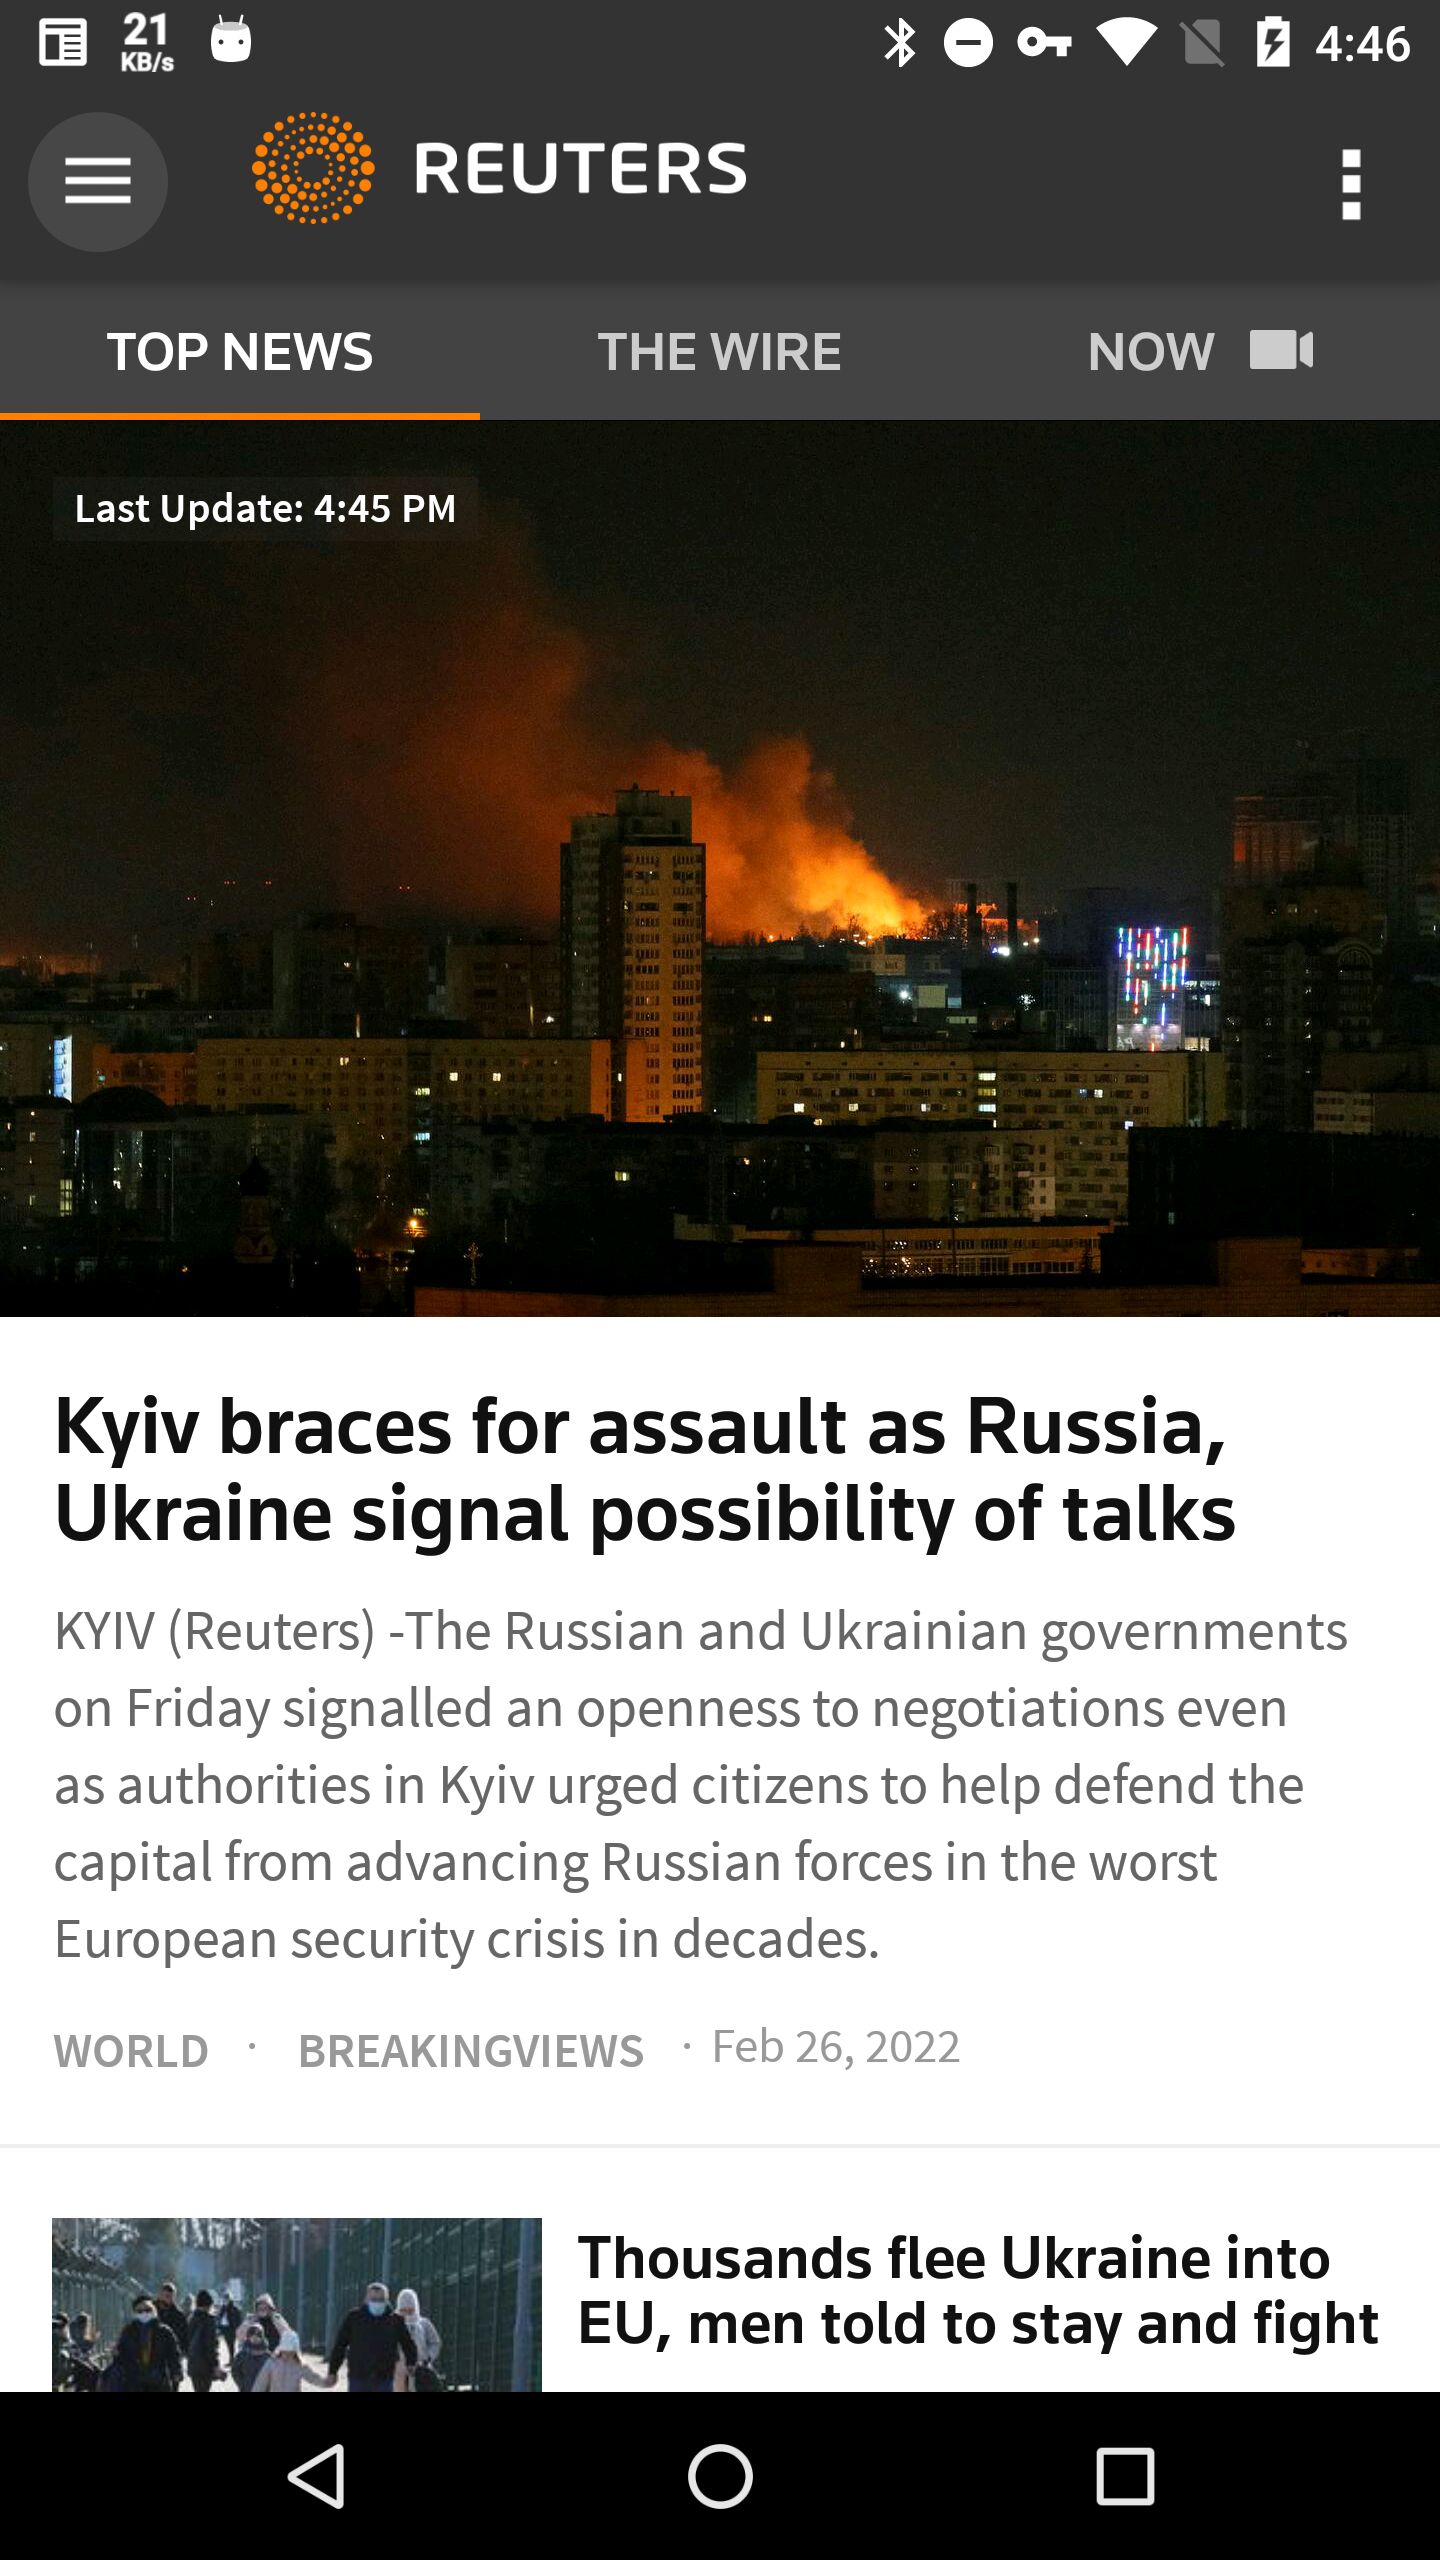 21
KB/s
4:46
REUTERS
TOP NEWS
THE WIRE
NOW
Last Update: 4:45 PM
Kyiv braces for assault as Russia,
Ukraine signal possibility of talks
KYIV (Reuters) -The Russian and Ukrainian governments
on Friday signalled an openness to negotiations even
as authorities in Kyiv urged citizens to help defend the
capital from advancing Russian forces in the worst
European security crisis in decades.
WORLD · BREAKINGVIEWS · Feb 26, 2022
Thousands flee Ukraine into
EU, men told to stay and fight